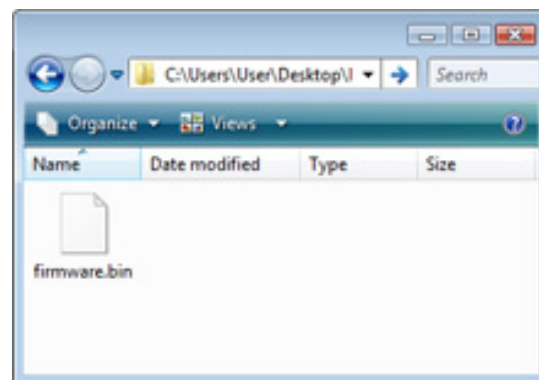 C:\Users\User\Desktop\I Search
Organize Views
Name Date modified Type Size
firmware.bin